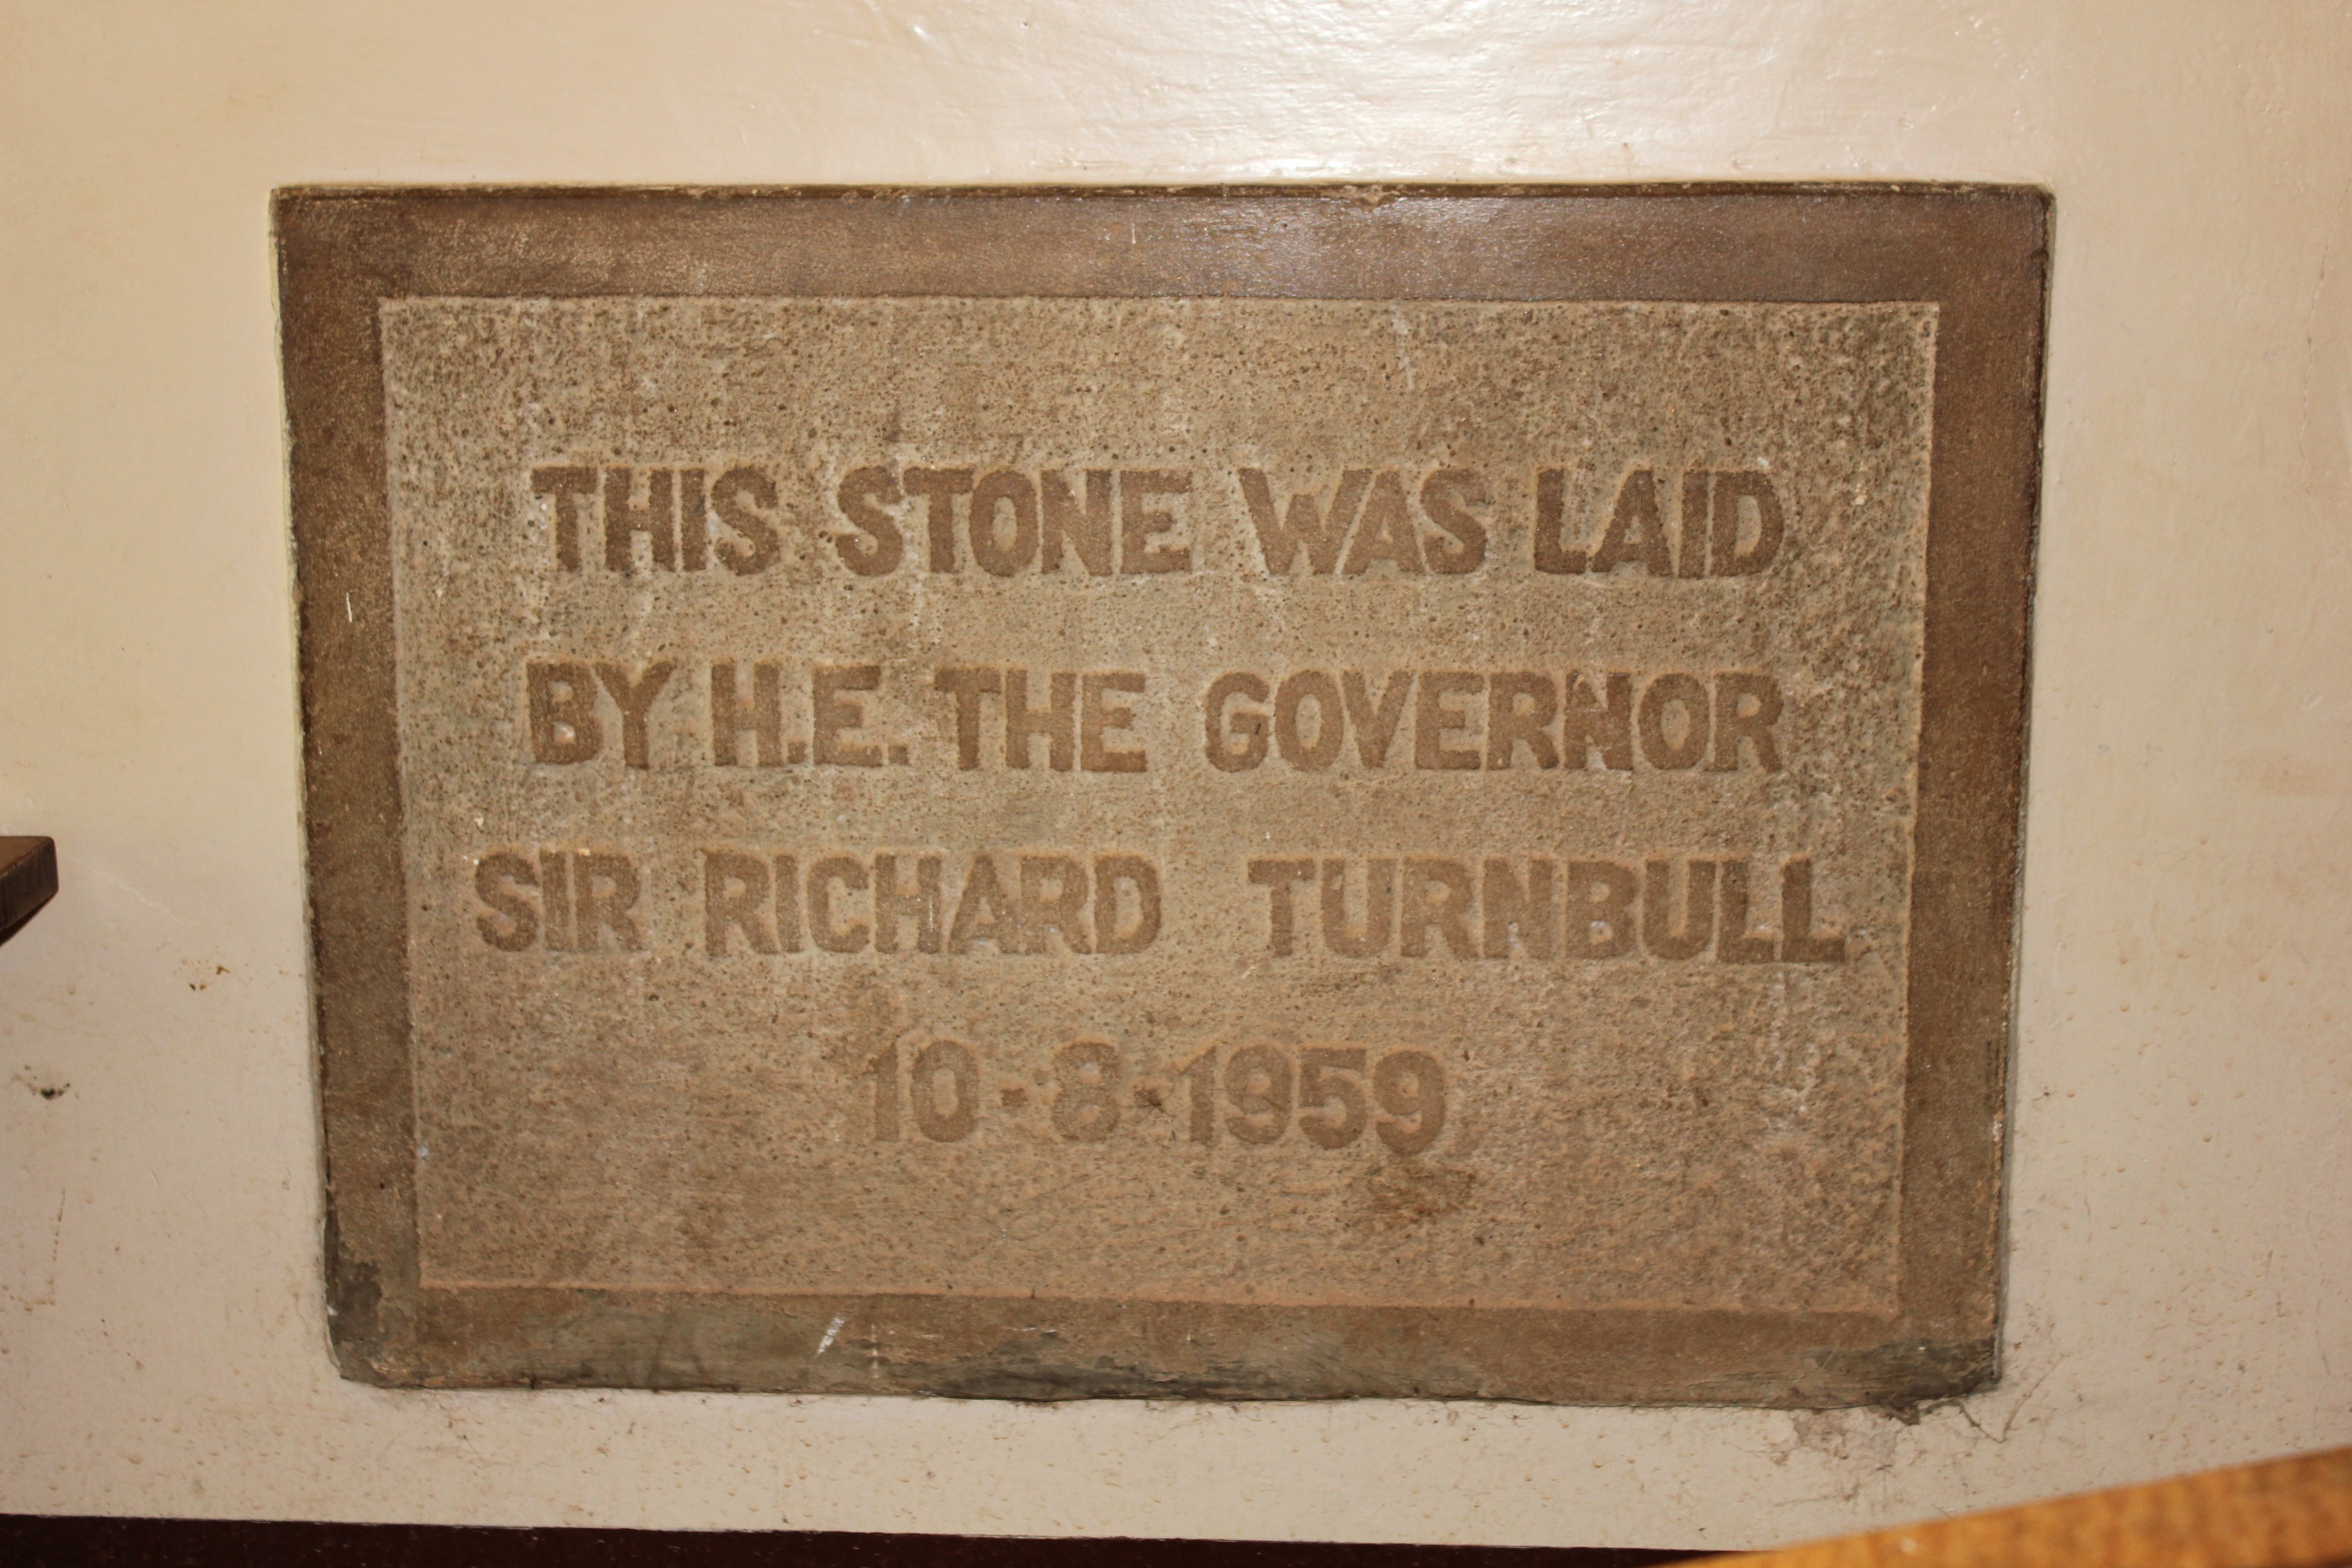 THIS STONE WAS LAID
BY H.E. THE GOVERNOR
SIR RICHARD TURNBULL
10-8-1959